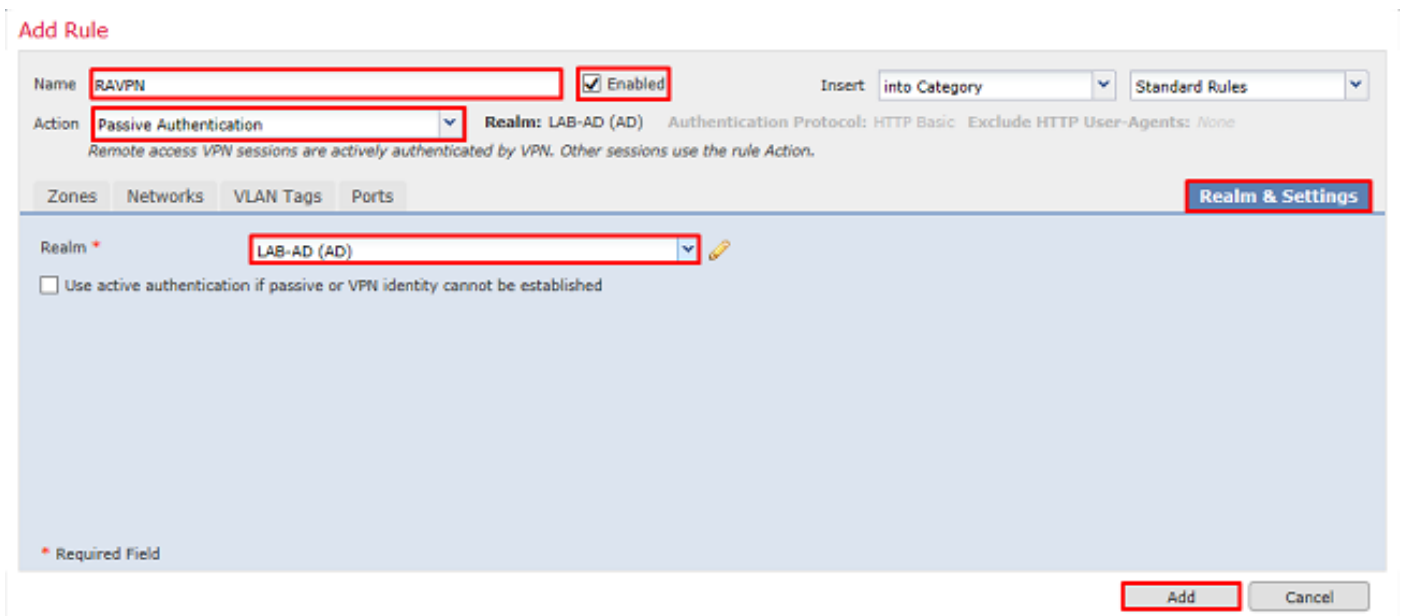 Add Rule
Name RAVPN Enabled Insert into Category Standard Rules
Action Passive Authentication Realm: LAB-AD (AD) Authentication Protocol: HTTP Basic Exclude HTTP User-Agents: None
Remote access VPN sessions are actively authenticated by VPN. Other sessions use the rule Action.
Zones Networks VLAN Tags Ports Realm & Settings
Realm * LAB-AD (AD)
Use active authentication if passive or VPN identity cannot be established
* Required Field
Add Cancel